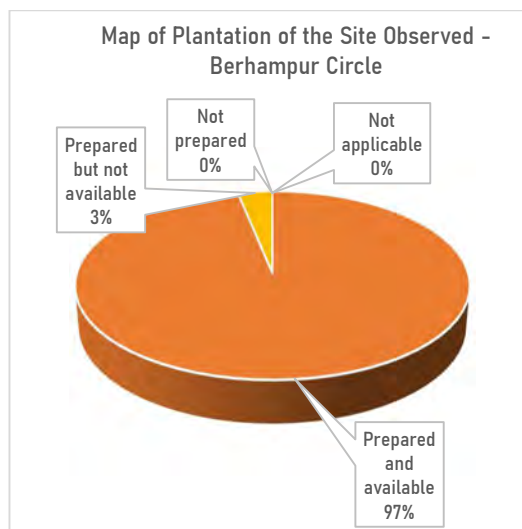 Map of Plantation of the Site Observed -
Berhampur Circle
Not
prepared
0%
Not
applicable
0%
Prepared
but not
available
3%
Prepared
and
available
97%